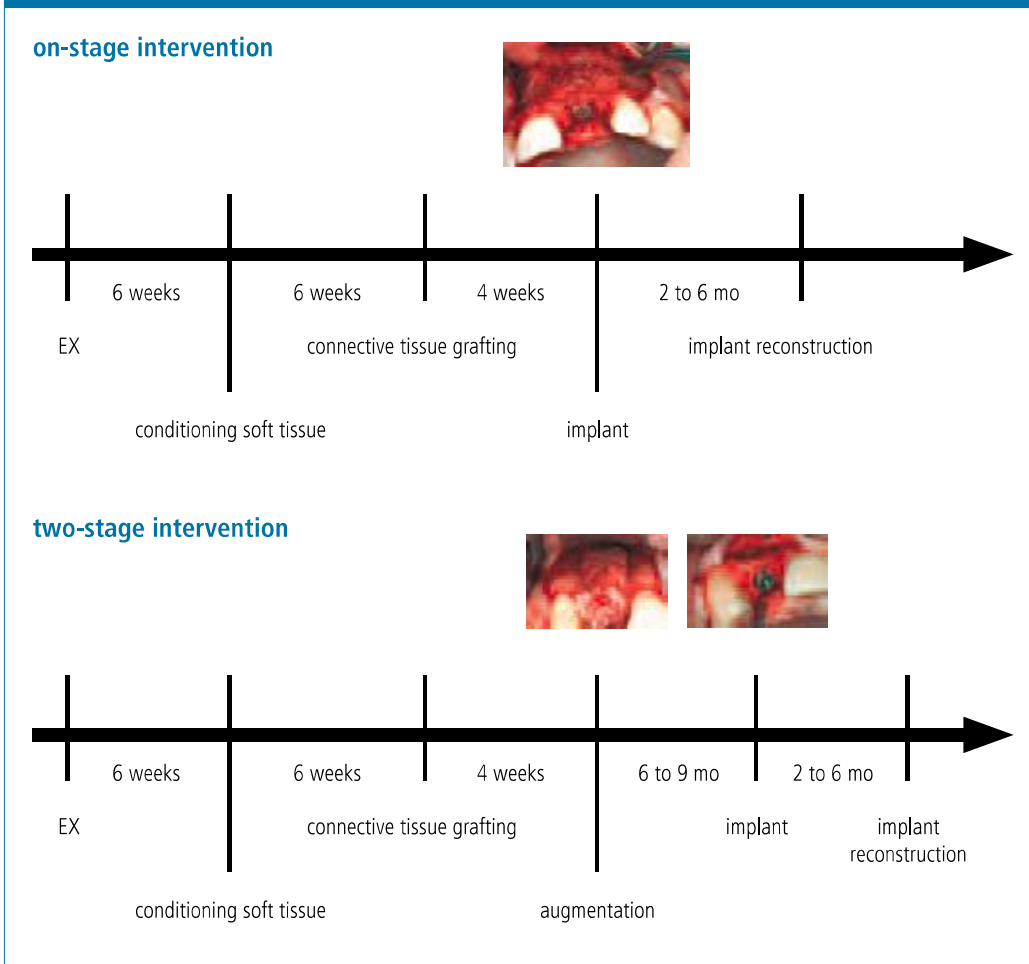 on-stage intervention
6 weeks 6 weeks 4 weeks 2 to 6 mo
EX connective tissue grafting implant reconstruction
conditioning soft tissue implant
two-stage intervention
6 weeks 6 weeks 4 weeks 6 to 9 mo 2 to 6 mo
EX connective tissue grafting implant implant
reconstruction
conditioning soft tissue augmentation